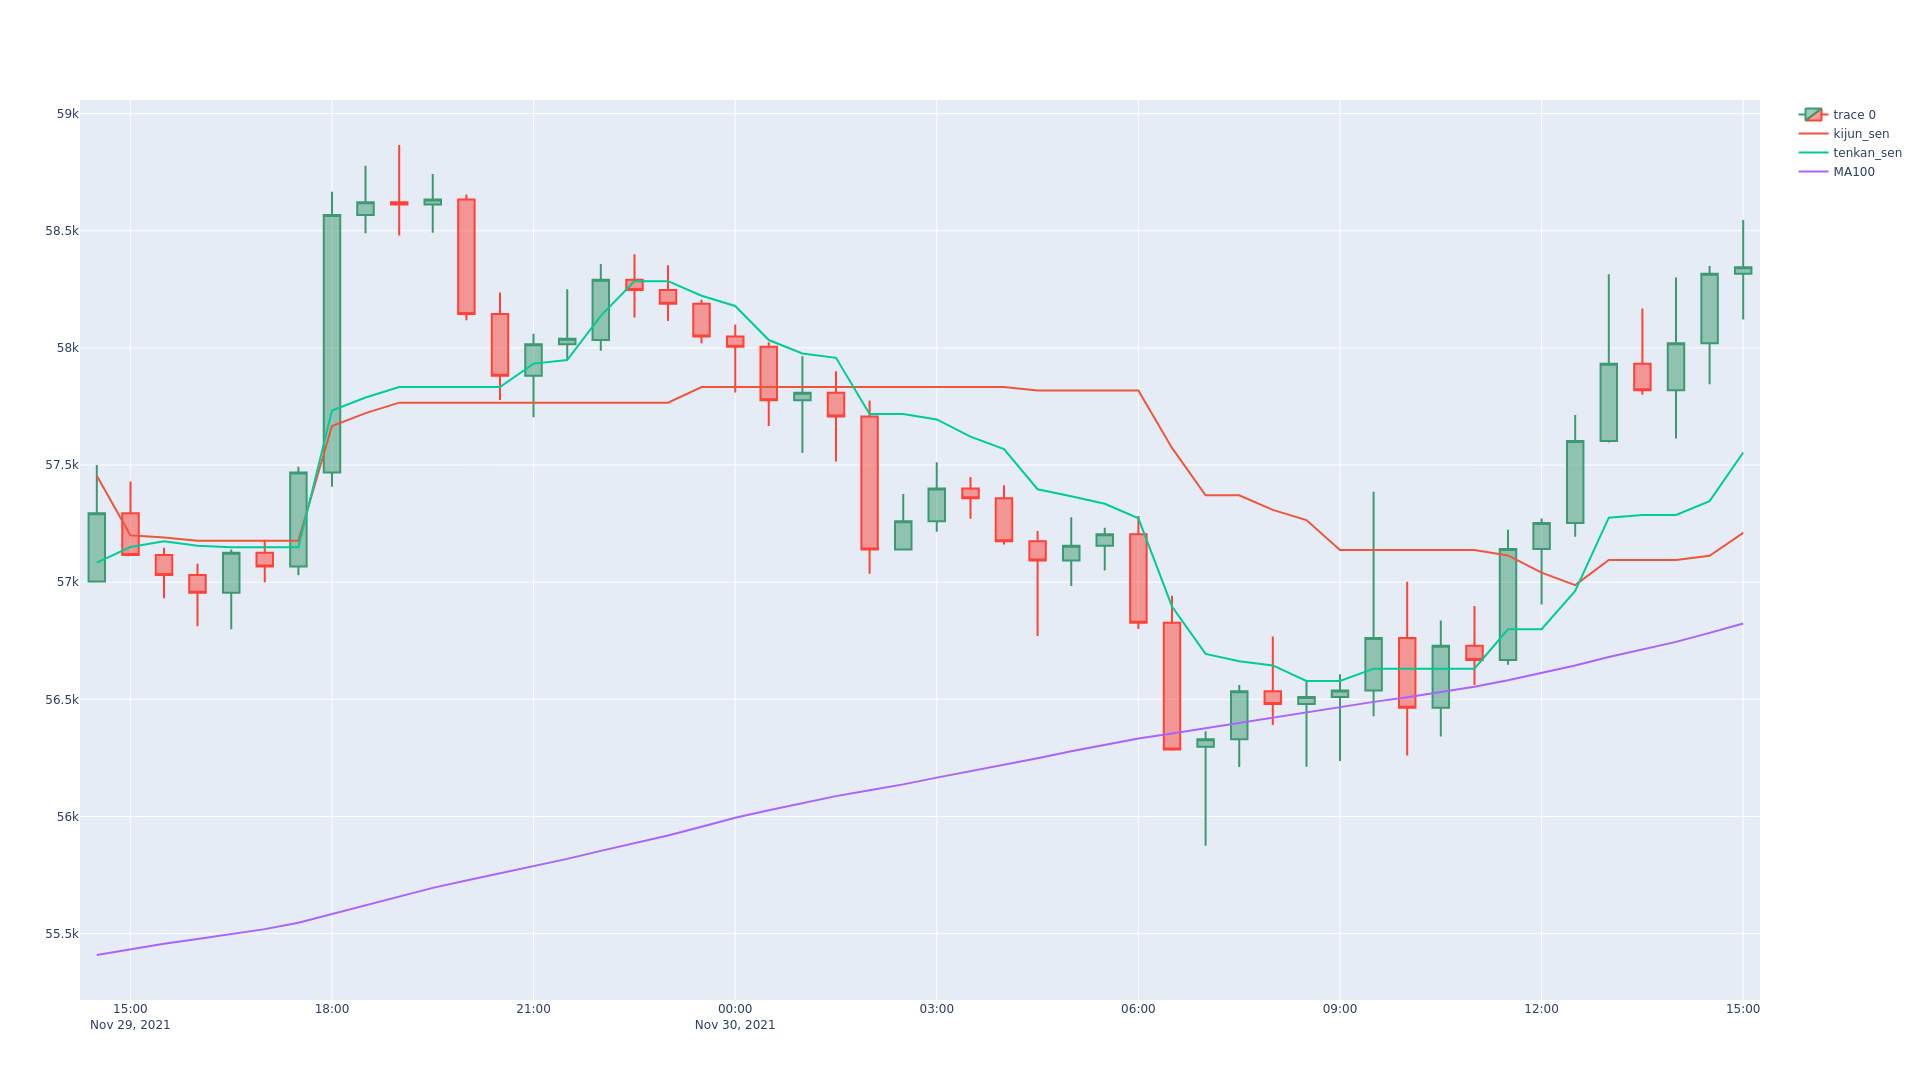 59k
58.5k
58k
57.5k
57k
56.5k
56k
55.5k
15:00 18:00 21:00 00:00 03:00 06:00 09:00 12:00 15:00
Nov 29, 2021 Nov 30, 2021
trace 0
kijun_sen
tenkan_sen
MA100